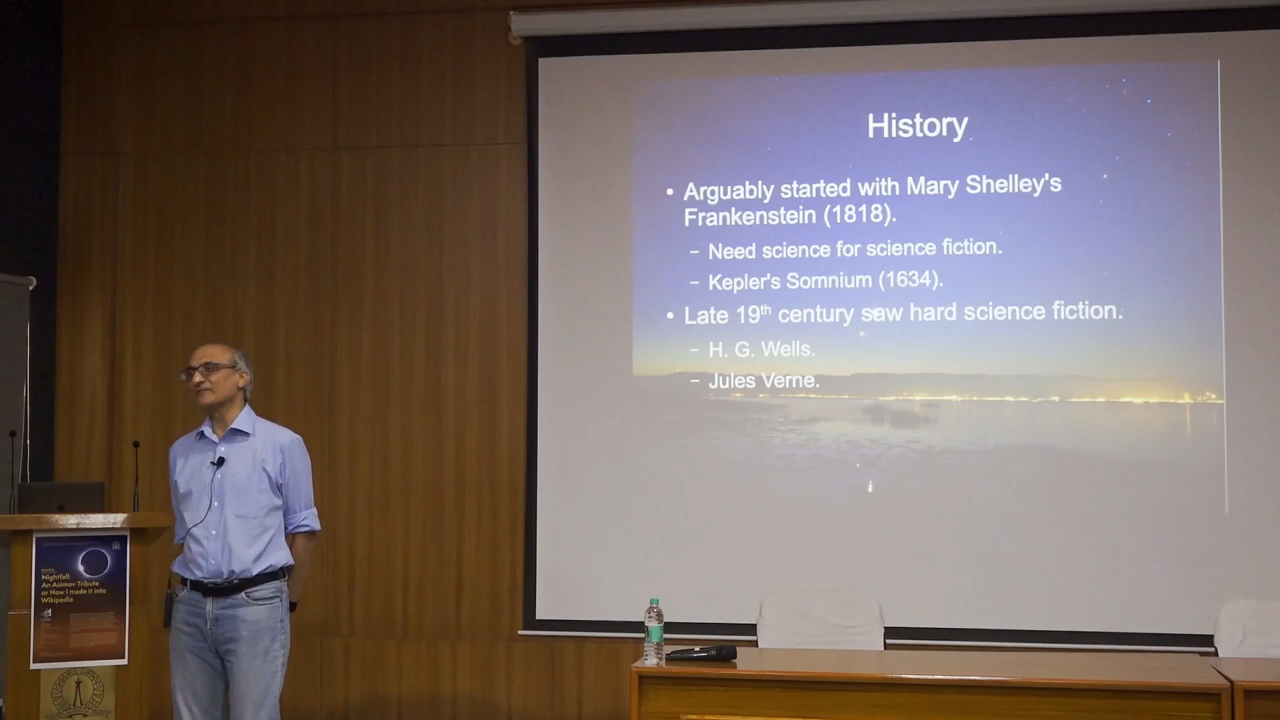 History
• Arguably started with Mary Shelley's
Frankenstein (1818).
– Need science for science fiction.
– Kepler's Somnium (1634).
• Late 19th century saw hard science fiction.
– H. G. Wells.
– Jules Verne.
Nightfall:
An Asimov Tribute
or How I made it into
Wikipedia